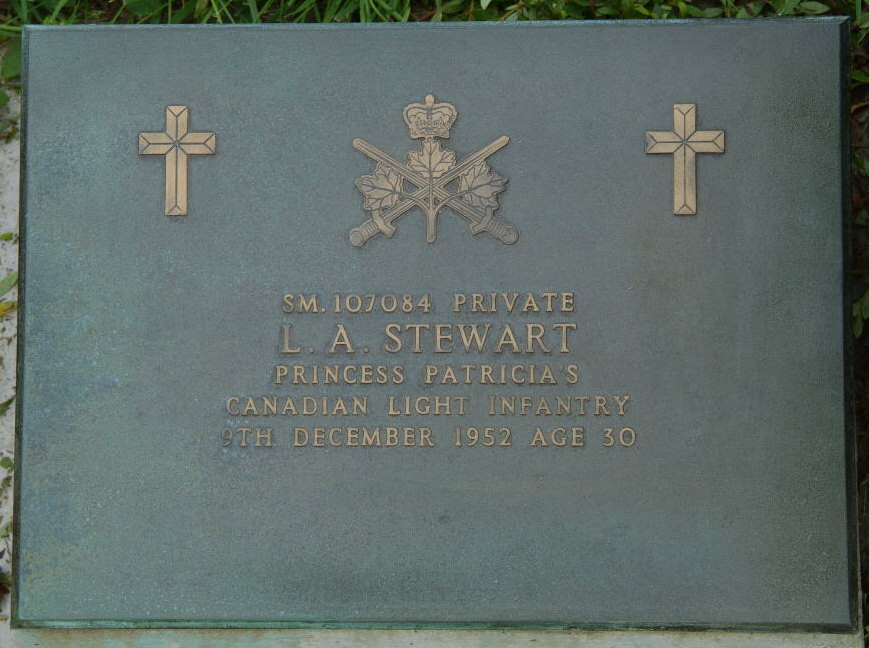 SM. 107084 PRIVATE
L. A. STEWART
PRINCESS PATRICIA'S
CANADIAN LIGHT INFANTRY
9TH DECEMBER 1952 AGE 30